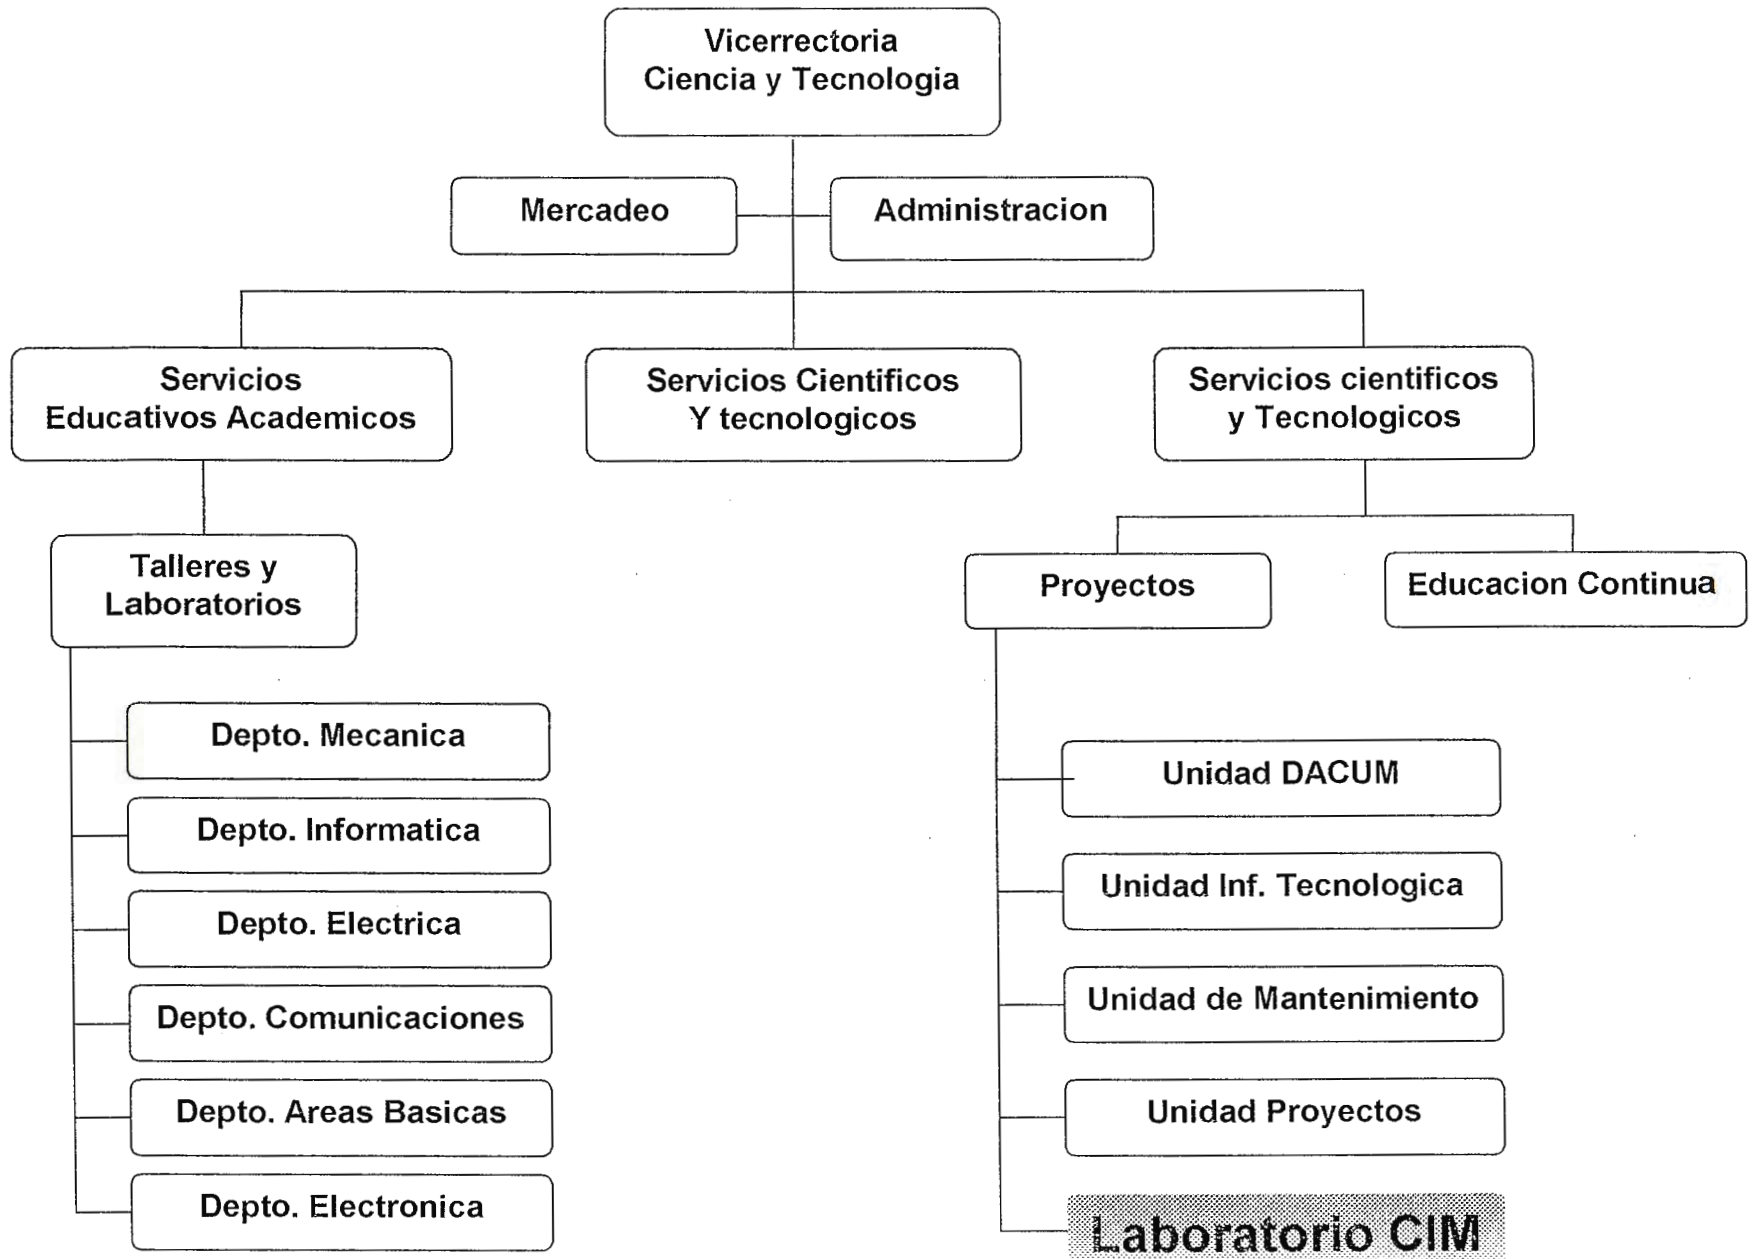 Vicerrectoria
Ciencia y Tecnologia
Mercadeo
Administracion
Servicios
Educativos Academicos
Servicios Cientificos
Y tecnologicos
Servicios cientificos
y Tecnologicos
Talleres y
Laboratorios
Proyectos
Educacion Continua
Depto. Mecanica
Depto. Informatica
Depto. Electrica
Depto. Comunicaciones
Depto. Areas Basicas
Depto. Electronica
Unidad DACUM
Unidad Inf. Tecnologica
Unidad de Mantenimiento
Unidad Proyectos
Laboratorio CIM